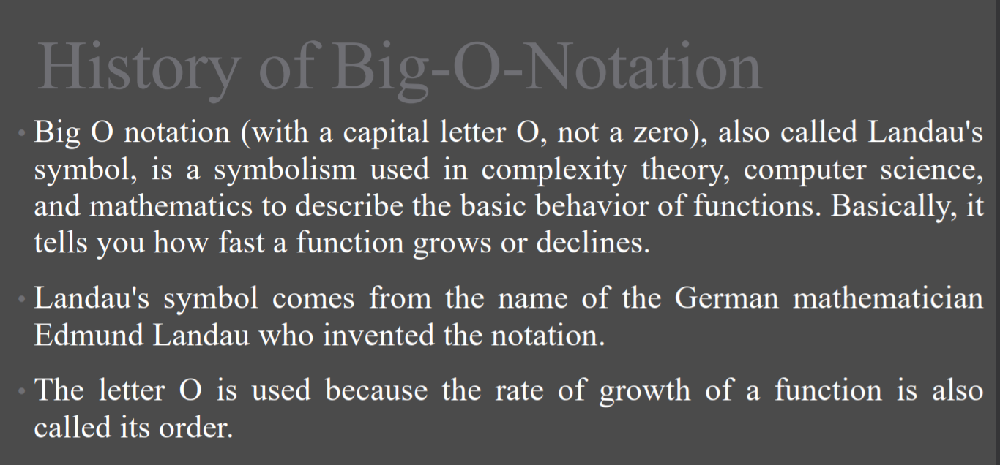 History of Big-O-Notation
• Big O notation (with a capital letter O, not a zero), also called Landau's
symbol, is a symbolism used in complexity theory, computer science,
and mathematics to describe the basic behavior of functions. Basically, it
tells you how fast a function grows or declines.
• Landau's symbol comes from the name of the German mathematician
Edmund Landau who invented the notation.
• The letter O is used because the rate of growth of a function is also
called its order.